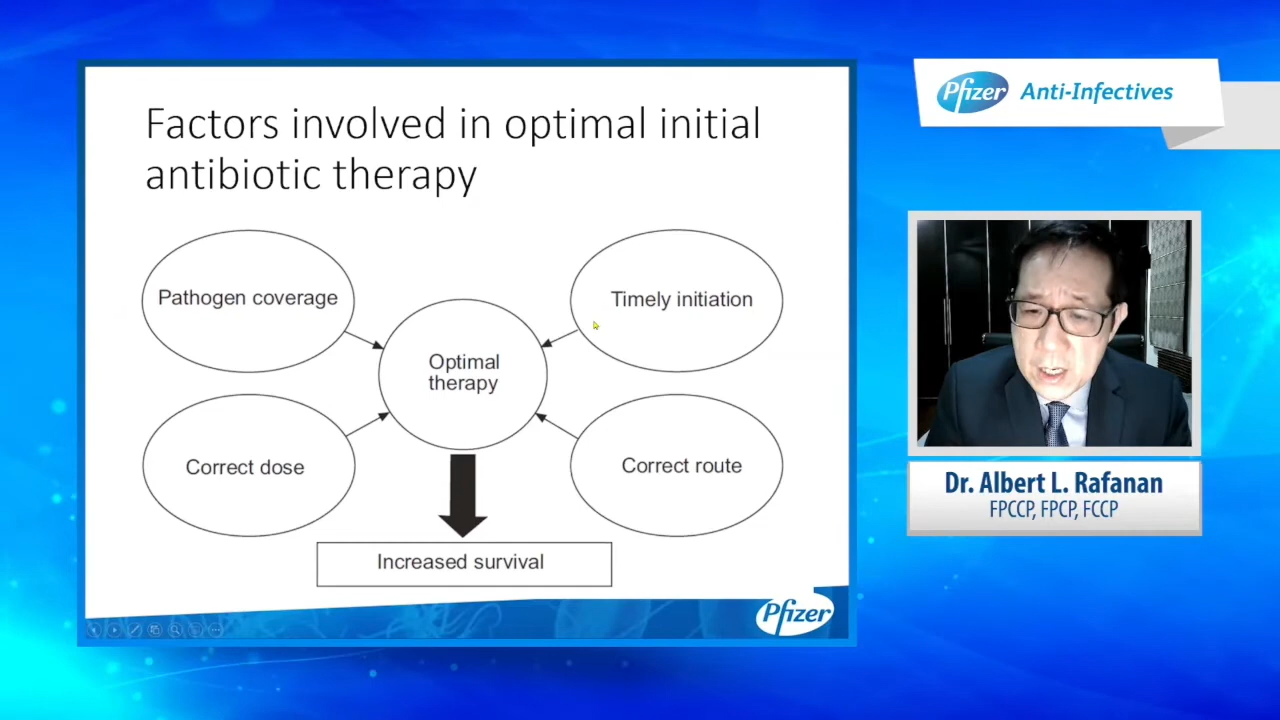 Factors involved in optimal initial
antibiotic therapy
Pathogen coverage
Timely initiation
Optimal
therapy
Correct dose
Correct route
Increased survival
Pfizer
Pfizer Anti-Infectives
Dr. Albert L. Rafanan
FPCCP, FPCP, FCCP